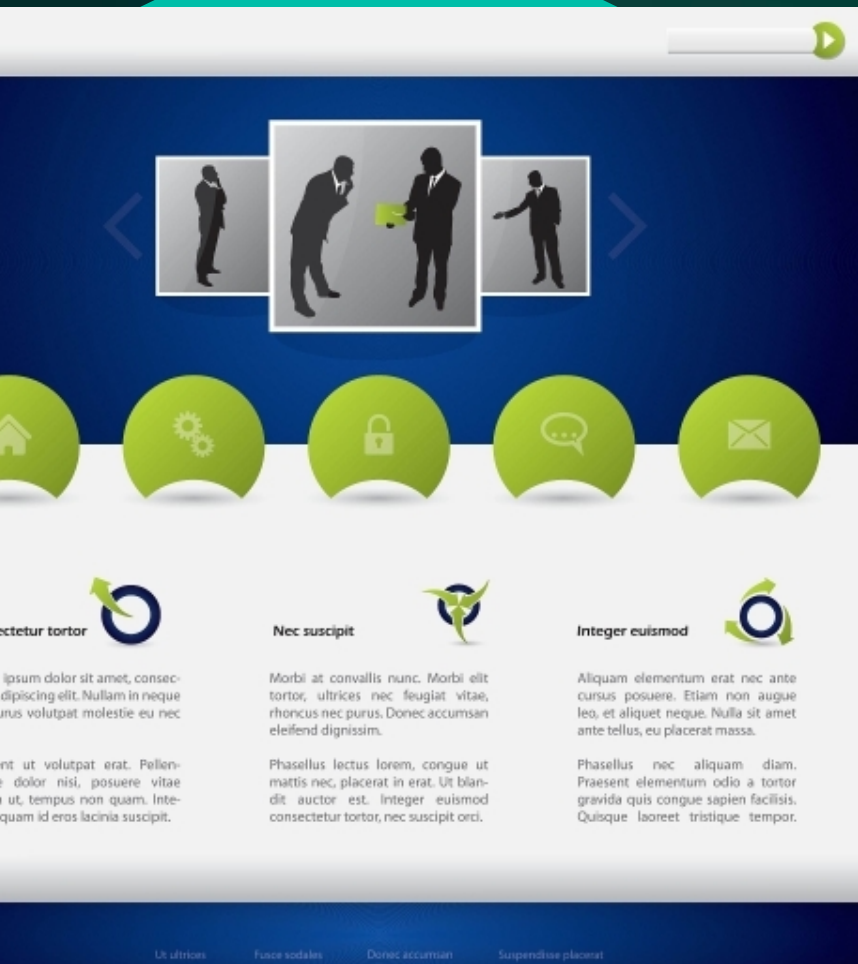 ectetur tortor
ipsum dolor sit amet, consec-
dipiscing elit. Nullam in neque
urus volutpat molestie eu nec
nt ut volutpat erat. Pellen-
e dolor nisi, posuere vitae
ut, tempus non quam. Inte-
quam id eros lacinia suscipit.
Nec suscipit
Morbi at convallis nunc. Morbi elit
tortor, ultrices nec feugiat vitae,
rhoncus nec purus. Donec accumsan
eleifend dignissim.
Phasellus lectus lorem, congue ut
mattis nec, placerat in erat. Ut blan-
dit auctor est. Integer euismod
consectetur tortor, nec suscipit orci.
Integer euismod
Aliquam elementum erat nec ante
cursus posuere. Etiam non augue
leo, et aliquet neque. Nulla sit amet
ante tellus, eu placerat massa.
Phasellus nec aliquam diam.
Praesent elementum odio a tortor
gravida quis congue sapien facilisis.
Quisque laoreet tristique tempor.
Ut ultrices Fusce sodales Donec accumsan Suspendisse placerat